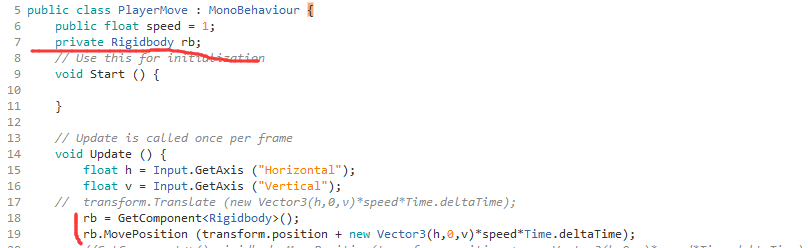 5 public class PlayerMove : MonoBehaviour {
6 public float speed = 1;
7 private Rigidbody rb;
8 // Use this for initialization
9 void Start () {
10
11 }
12
13 // Update is called once per frame
14 void Update () {
15 float h = Input.GetAxis ("Horizontal");
16 float v = Input.GetAxis ("Vertical");
17 // transform.Translate (new Vector3(h,0,v)*speed*Time.deltaTime);
18 rb = GetComponent<Rigidbody>();
19 rb.MovePosition (transform.position + new Vector3(h,0,v)*speed*Time.deltaTime);